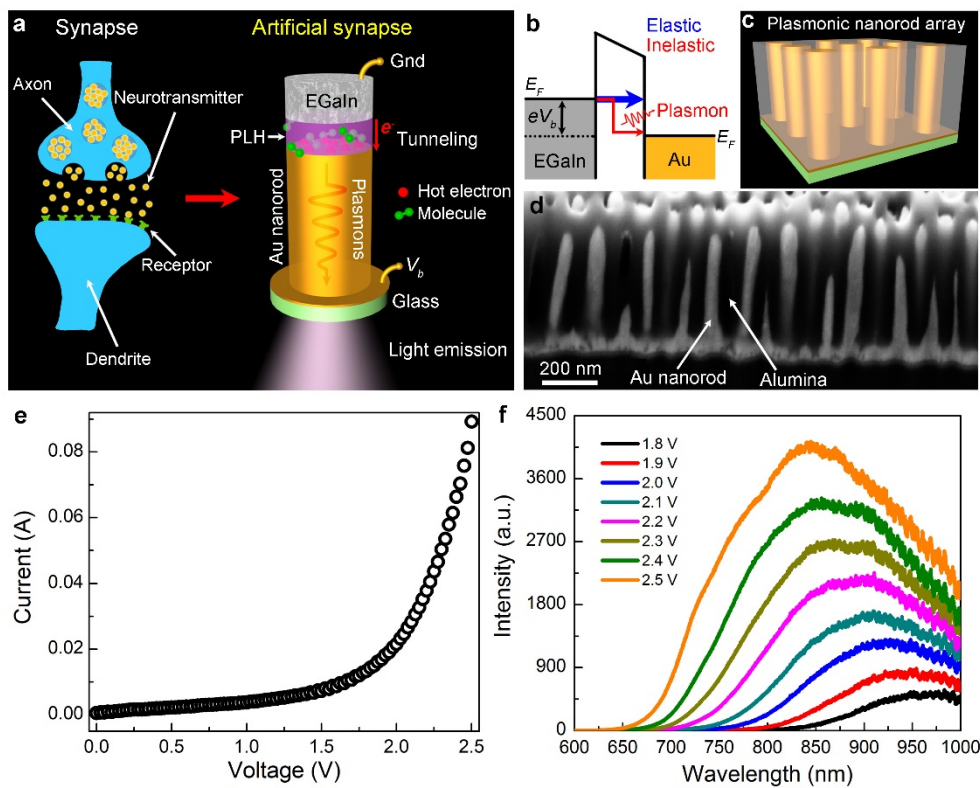 a
Synapse
Artificial synapse
Axon
Neurotransmitter
Receptor
Dendrite
Gnd
EGaIn
PLH
e-
Tunneling
Au nanorod
Plasmons
Hot electron
Molecule
Vb
Glass
Light emission
b
Elastic
Inelastic
EF
eVb
Plasmon
EF
EGaIn
Au
c
Plasmonic nanorod array
d
200 nm
Au nanorod
Alumina
e
Current (A)
0.08
0.06
0.04
0.02
0.00
0.0 0.5 1.0 1.5 2.0 2.5
Voltage (V)
f
Intensity (a.u.)
4500
3600
2700
1800
900
0
1.8 V
1.9 V
2.0 V
2.1 V
2.2 V
2.3 V
2.4 V
2.5 V
600 650 700 750 800 850 900 950 1000
Wavelength (nm)